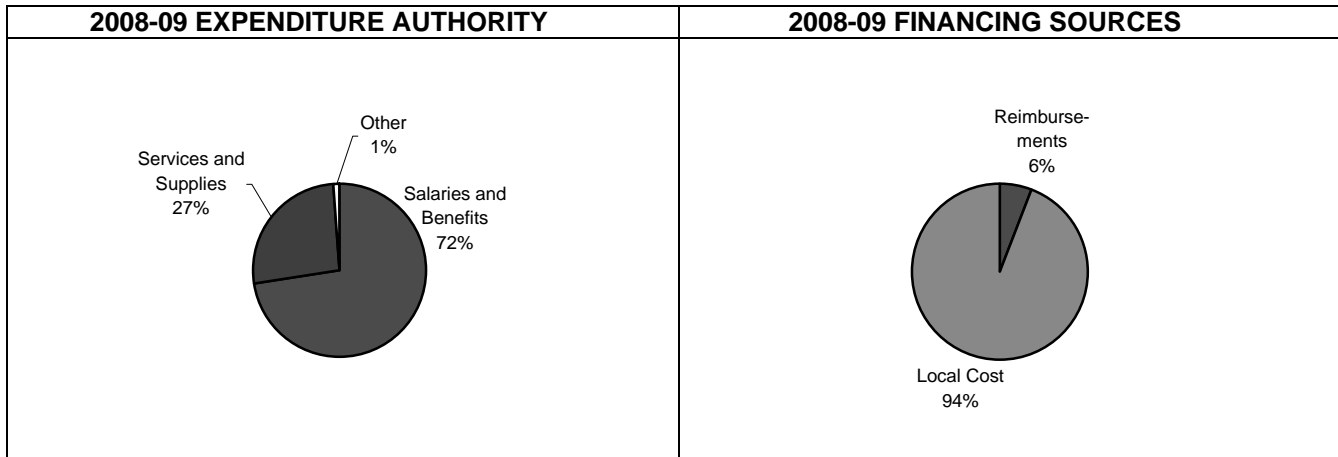 2008-09 EXPENDITURE AUTHORITY
Other
1%
Services and
Supplies
27%
Salaries and
Benefits
72%
2008-09 FINANCING SOURCES
Reimburse-
ments
6%
Local Cost
94%